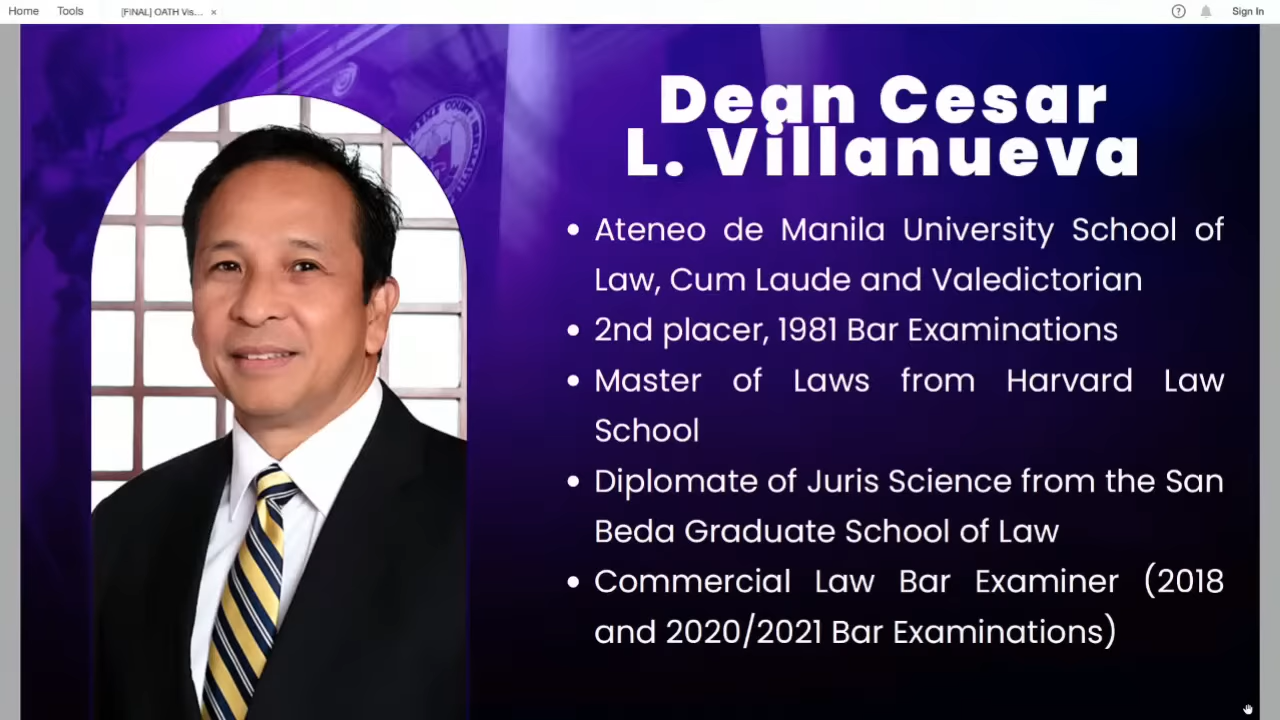 Home Tools [FINAL] OATH Vis... × Sign In
Dean Cesar
L. Villanueva
• Ateneo de Manila University School of
Law, Cum Laude and Valedictorian
• 2nd placer, 1981 Bar Examinations
• Master of Laws from Harvard Law
School
• Diplomate of Juris Science from the San
Beda Graduate School of Law
• Commercial Law Bar Examiner (2018
and 2020/2021 Bar Examinations)